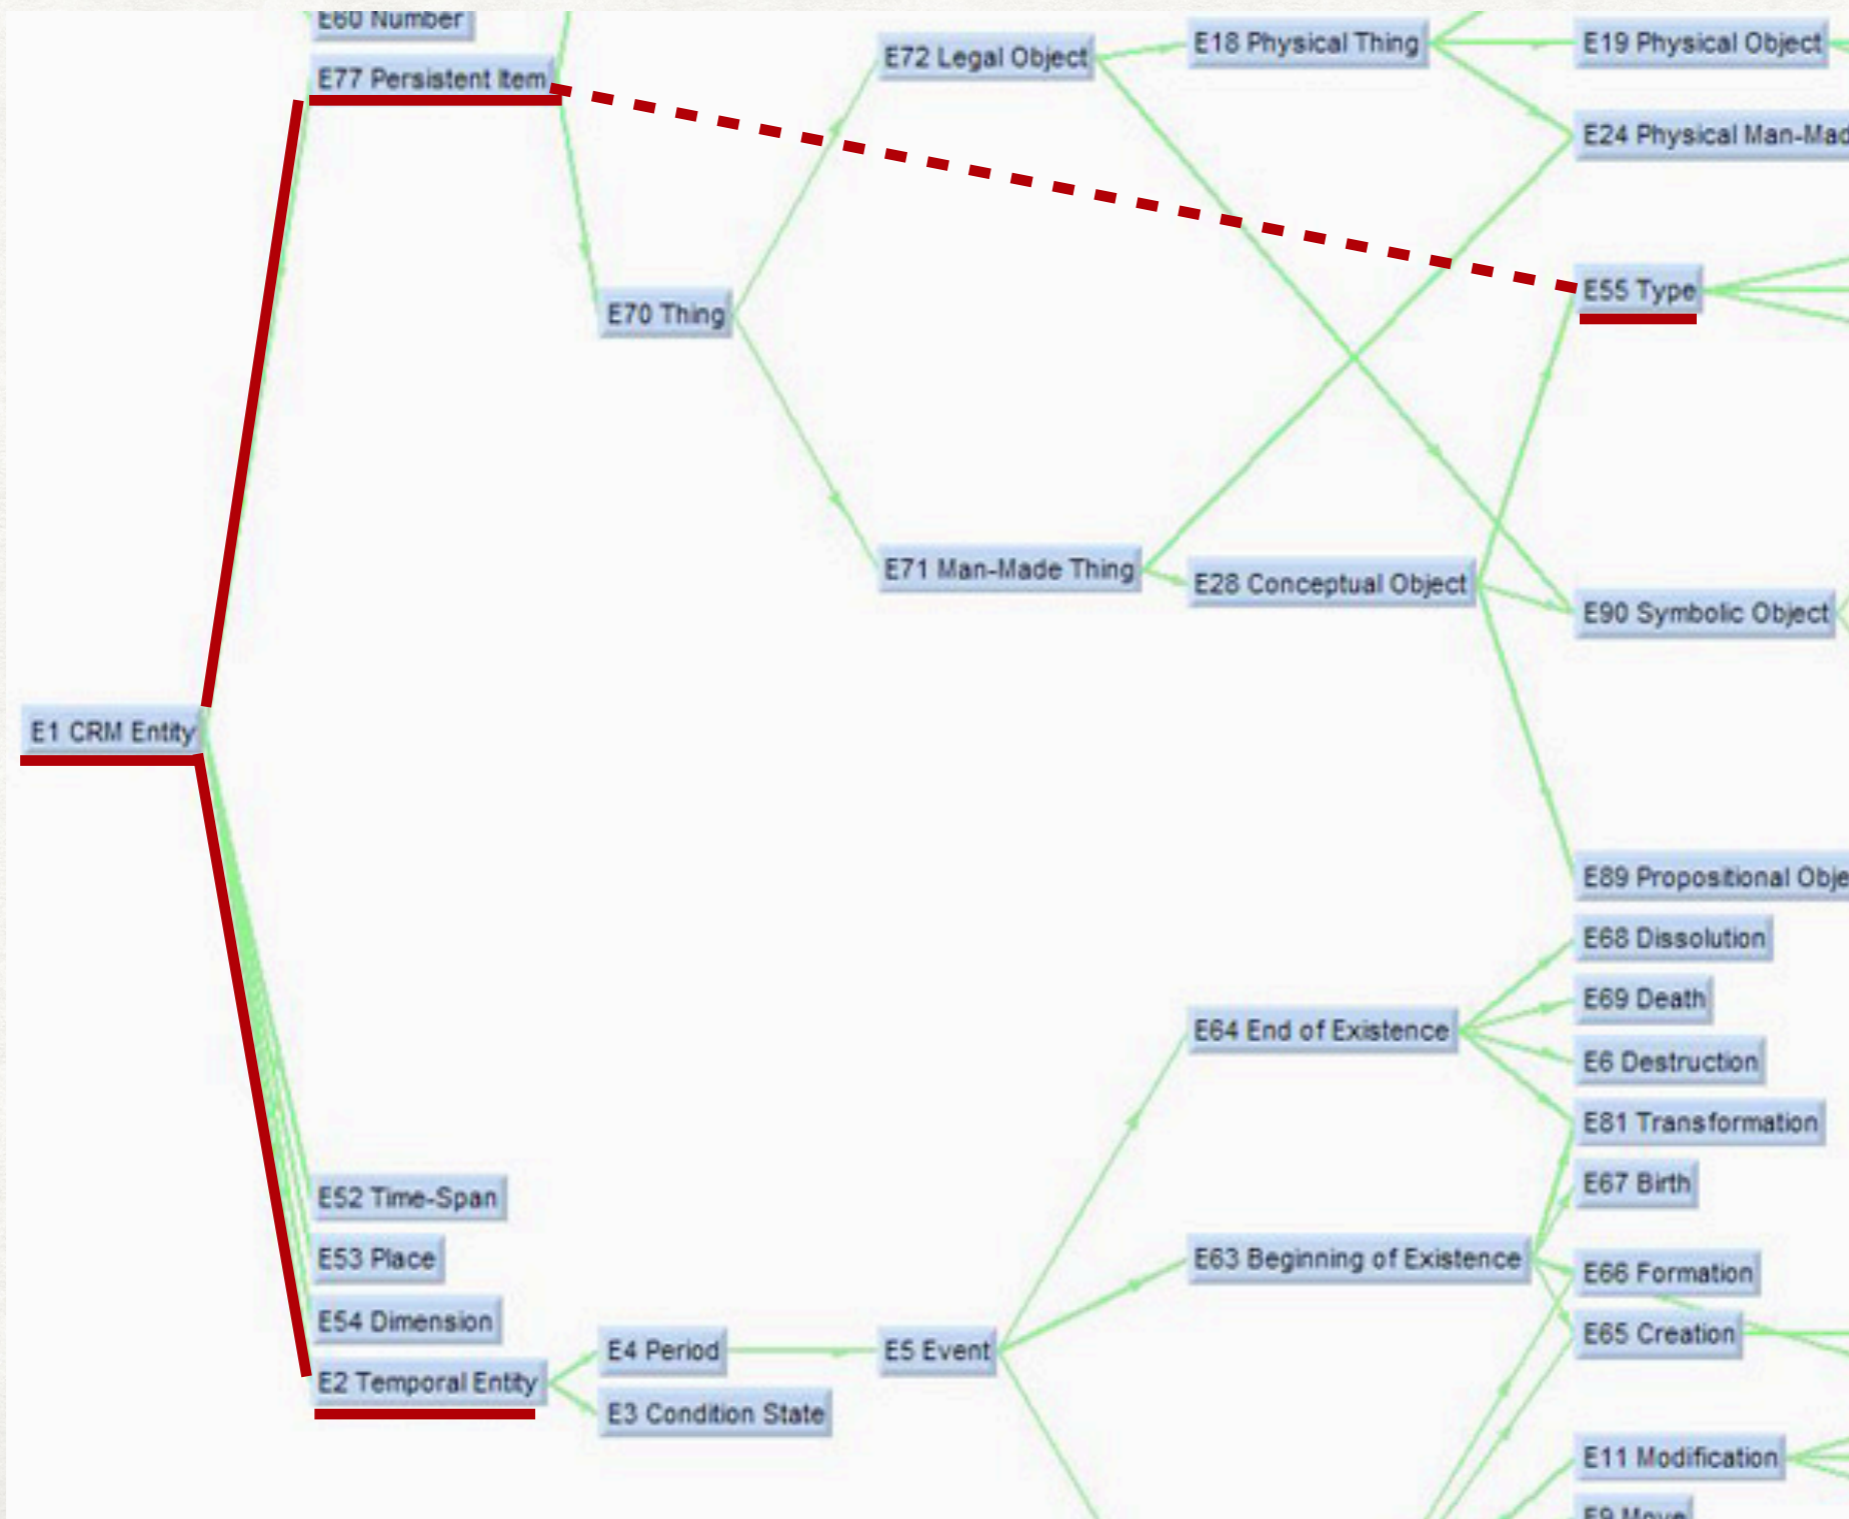 E60 Number
E77 Persistent Item
E72 Legal Object
E18 Physical Thing
E19 Physical Object
E24 Physical Man-Mad
E70 Thing
E55 Type
E71 Man-Made Thing
E28 Conceptual Object
E90 Symbolic Object
E1 CRM Entity
E89 Propositional Obje
E68 Dissolution
E69 Death
E64 End of Existence
E6 Destruction
E81 Transformation
E67 Birth
E52 Time-Span
E53 Place
E63 Beginning of Existence
E66 Formation
E54 Dimension
E65 Creation
E4 Period
E5 Event
E2 Temporal Entity
E3 Condition State
E11 Modification
E9 Move